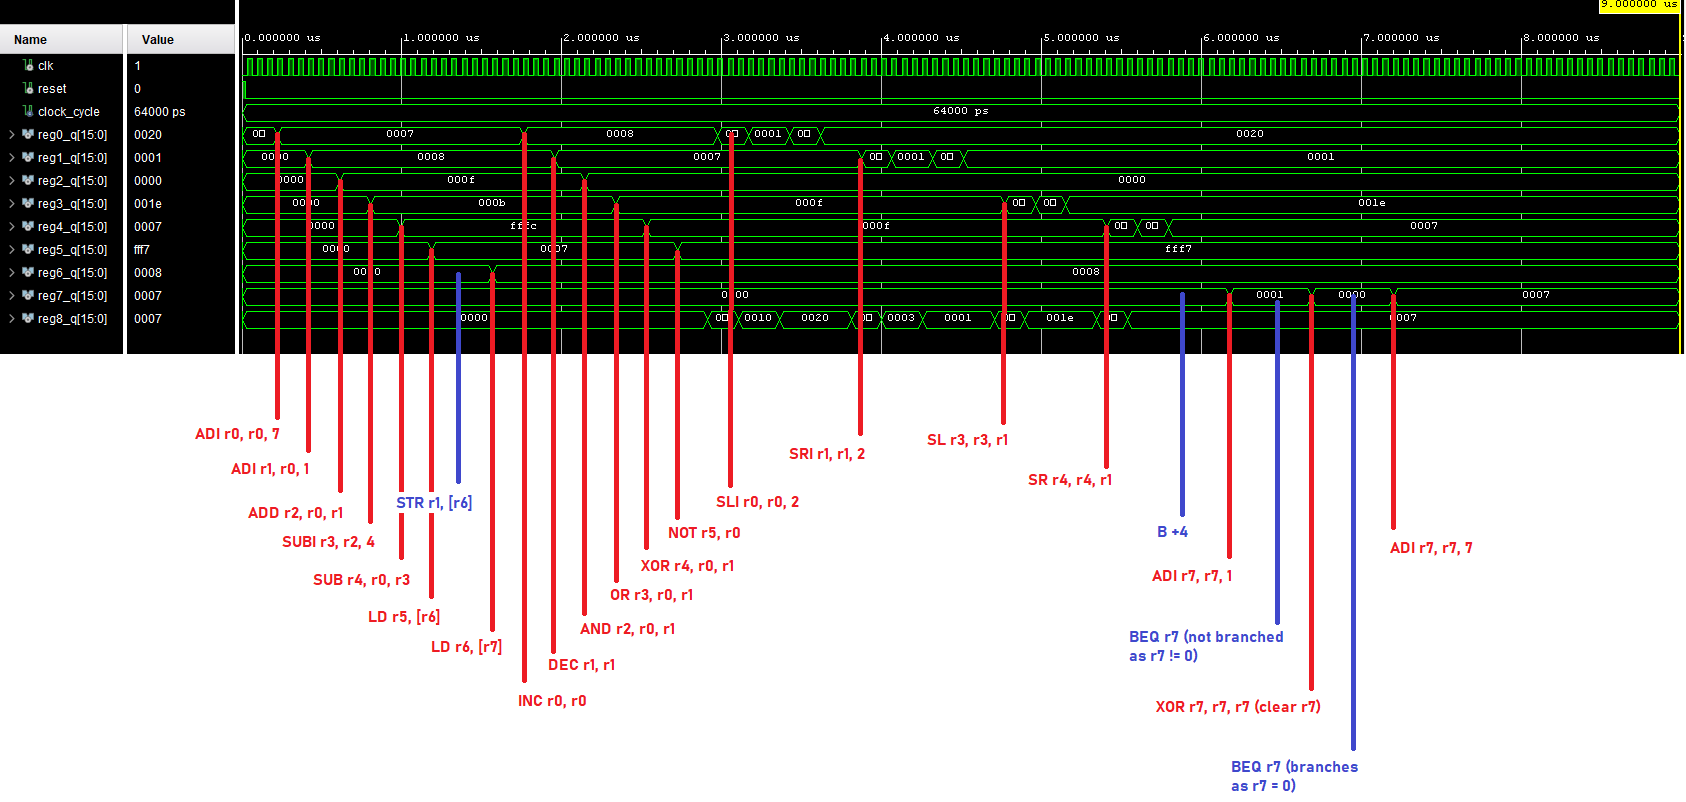 9.000000 us
Name Value
0.000000 us 1.000000 us 2.000000 us 3.000000 us 4.000000 us 5.000000 us 6.000000 us 7.000000 us 8.000000 us
clk 1
reset 0
clock_cycle 64000 ps 64000 ps
reg0_q[15:0] 0020 00 0007 0008 0001 00 0020
reg1_q[15:0] 0001 0000 0008 0007 00 0001 00 0001
reg2_q[15:0] 0000 0000 000f 0000
reg3_q[15:0] 001e 0000 000b 000f 00 00 001e
reg4_q[15:0] 0007 0000 fffc 000f 00 00 0007
reg5_q[15:0] fff7 0000 0007 fff7
reg6_q[15:0] 0008 0000 0008
reg7_q[15:0] 0007 0000 0001 0000 0007
reg8_q[15:0] 0007 0000 00 0010 0020 00 0003 0001 00 001e 00 0007
ADI r0, r0, 7
ADI r1, r0, 1
ADD r2, r0, r1
SUBI r3, r2, 4
SUB r4, r0, r3
LD r5, [r6]
STR r1, [r6]
LD r6, [r7]
INC r0, r0
DEC r1, r1
AND r2, r0, r1
OR r3, r0, r1
XOR r4, r0, r1
NOT r5, r0
SLI r0, r0, 2
SRI r1, r1, 2
SL r3, r3, r1
SR r4, r4, r1
B +4
ADI r7, r7, 1
BEQ r7 (not branched
as r7 != 0)
XOR r7, r7, r7 (clear r7)
BEQ r7 (branches
as r7 = 0)
ADI r7, r7, 7